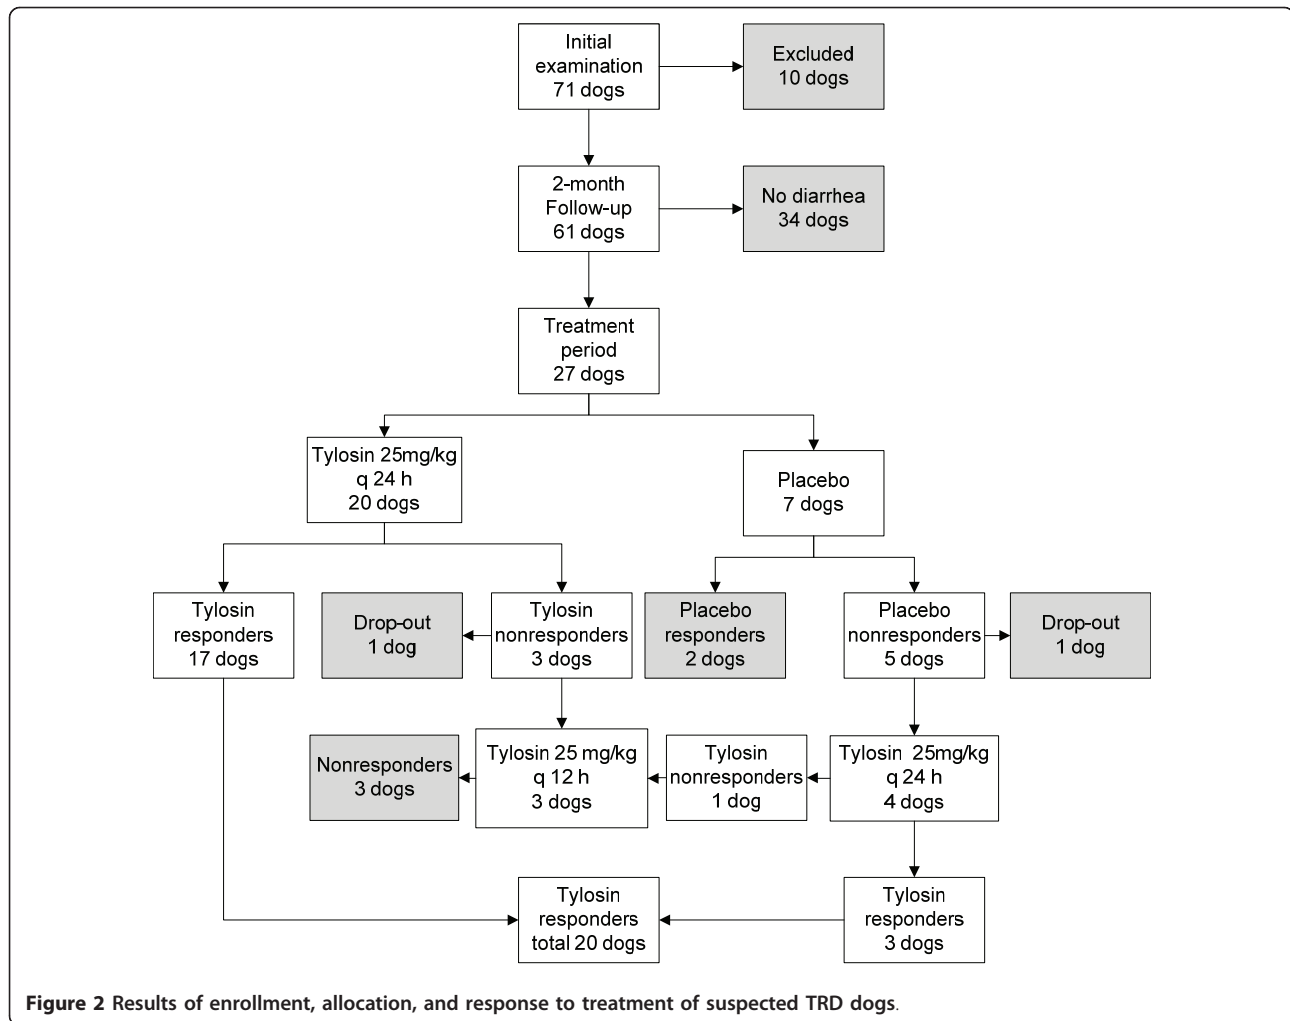 Initial
examination
71 dogs
Excluded
10 dogs
2-month
Follow-up
61 dogs
No diarrhea
34 dogs
Treatment
period
27 dogs
Tylosin 25mg/kg
q 24 h
20 dogs
Placebo
7 dogs
Tylosin
responders
17 dogs
Drop-out
1 dog
Tylosin
nonresponders
3 dogs
Placebo
responders
2 dogs
Placebo
nonresponders
5 dogs
Drop-out
1 dog
Nonresponders
3 dogs
Tylosin 25 mg/kg
q 12 h
3 dogs
Tylosin
nonresponders
1 dog
Tylosin 25mg/kg
q 24 h
4 dogs
Tylosin
responders
total 20 dogs
Tylosin
responders
3 dogs
Figure 2 Results of enrollment, allocation, and response to treatment of suspected TRD dogs.